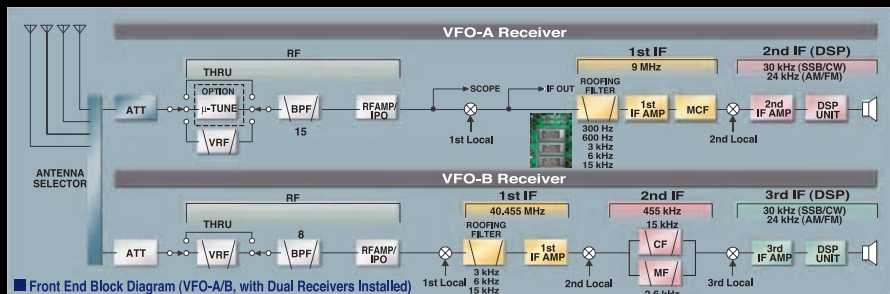 VFO-A Receiver
RF
1st IF
9 MHz
2nd IF (DSP)
30 kHz (SSB/CW)
24 kHz (AM/FM)
THRU
OPTION
µ-TUNE
VRF
ATT
BPF
15
RFAMP/
IPO
SCOPE
1st Local
IF OUT
ROOFING
FILTER
300 Hz
600 Hz
3 kHz
6 kHz
15 kHz
1st
IF AMP
MCF
2nd Local
2nd
IF AMP
DSP
UNIT
ANTENNA
SELECTOR
VFO-B Receiver
RF
1st IF
40.455 MHz
2nd IF
455 kHz
3rd IF (DSP)
30 kHz (SSB/CW)
24 kHz (AM/FM)
ATT
THRU
VRF
8
BPF
RFAMP/
IPO
1st Local
ROOFING
FILTER
3 kHz
6 kHz
15 kHz
1st
IF AMP
2nd Local
15 kHz
CF
MF
2.6 kHz
3rd Local
3rd
IF AMP
DSP
UNIT
Front End Block Diagram (VFO-A/B, with Dual Receivers Installed)